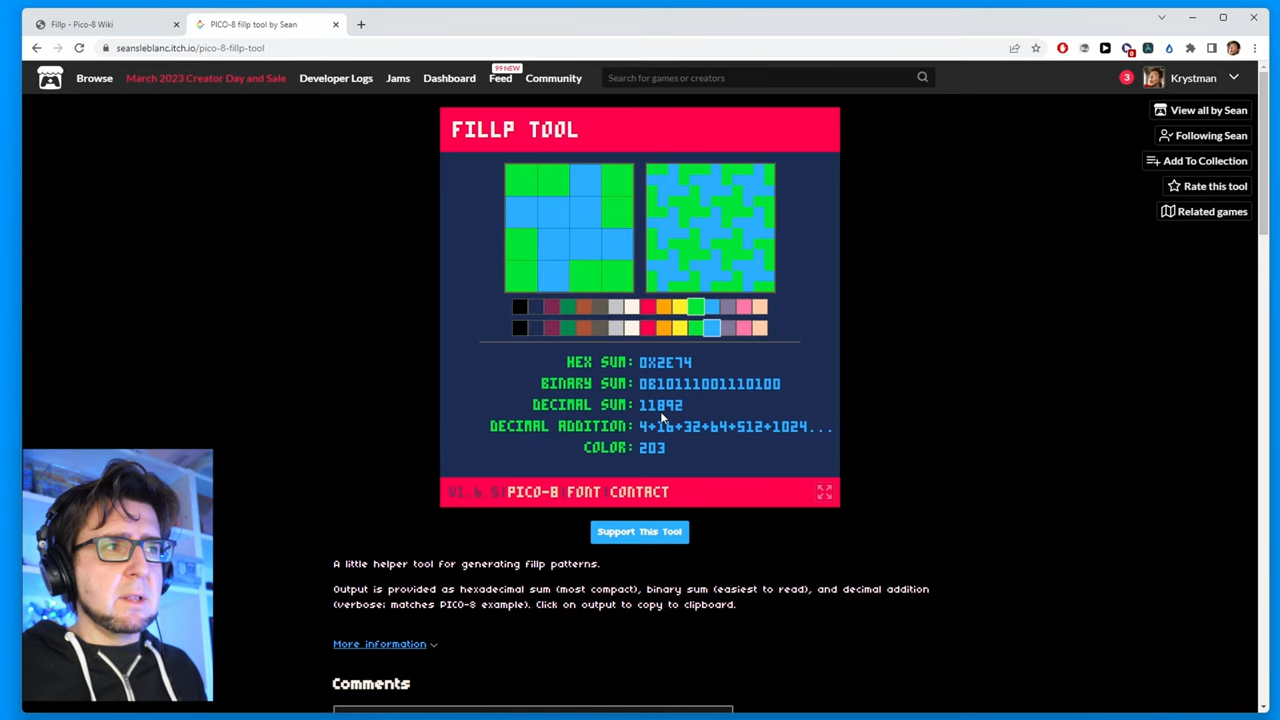 Fillp - Pico-8 Wiki
PICO-8 fillp tool by Sean
seansleblanc.itch.io/pico-8-fillp-tool
Browse
March 2023 Creator Day and Sale
Developer Logs
Jams
Dashboard
99 NEW
Feed
Community
Search for games or creators
3
Krystman
View all by Sean
Following Sean
Add To Collection
Rate this tool
Related games
FILLP TOOL
HEX SUM: 0X2E74
BINARY SUM: 0B10111001110100
DECIMAL SUM: 11892
DECIMAL ADDITION: 4+16+32+64+512+1024...
COLOR: 203
PICO-8|FONT|CONTACT
Support This Tool
A little helper tool for generating fillp patterns.
Output is provided as hexadecimal sum (most compact), binary sum (easiest to read), and decimal addition
(verbose; matches PICO-8 example). Click on output to copy to clipboard.
More information
Comments